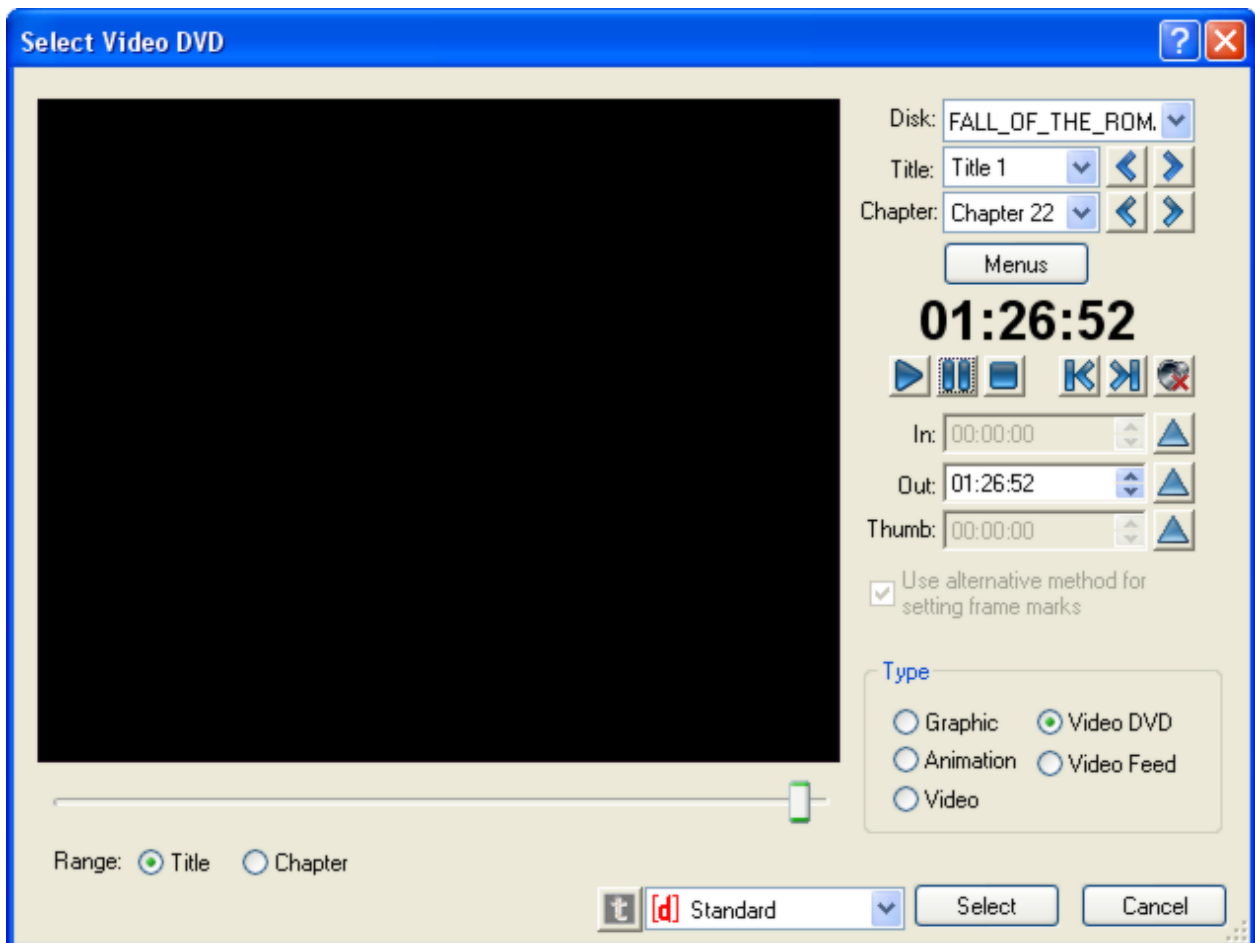 Select Video DVD
Disk: FALL_OF_THE_ROM.
Title: Title 1
Chapter: Chapter 22
Menus
01:26:52
In: 00:00:00
Out: 01:26:52
Thumb: 00:00:00
Use alternative method for
setting frame marks
Type
Graphic Video DVD
Animation Video Feed
Video
Range: Title Chapter
t [d] Standard Select Cancel